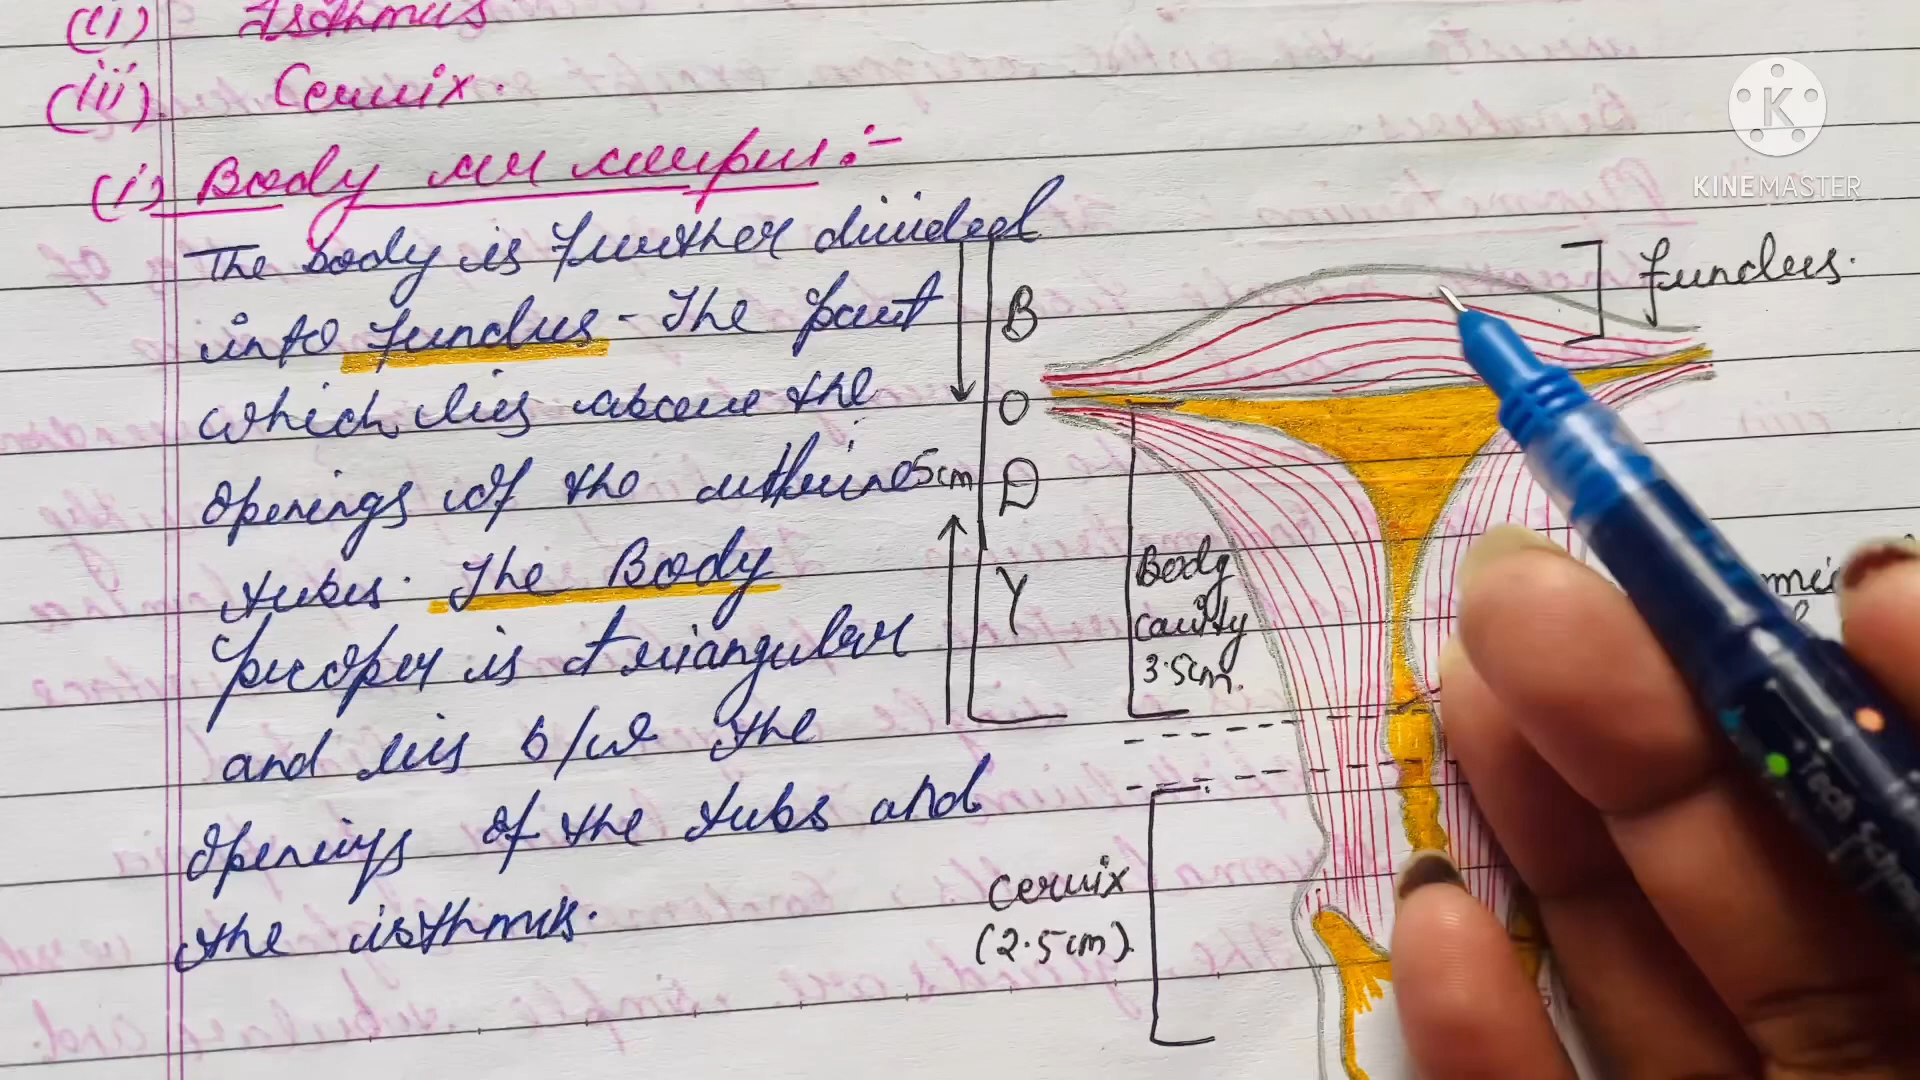 (ii) Isthmus
(iii) Cervix.
(i) Body or corpus:-
The body is further divided
into fundus - The part
which lies above the
openings of the utherine
tubes. The Body
proper is triangular
and lies b/w the
openings of the tubs and
the isthmus.
5cm
B
O
D
Y
Body
cavity
3.5cm.
Cervix
(2.5cm).
fundus.
K
KINEMASTER
Tech